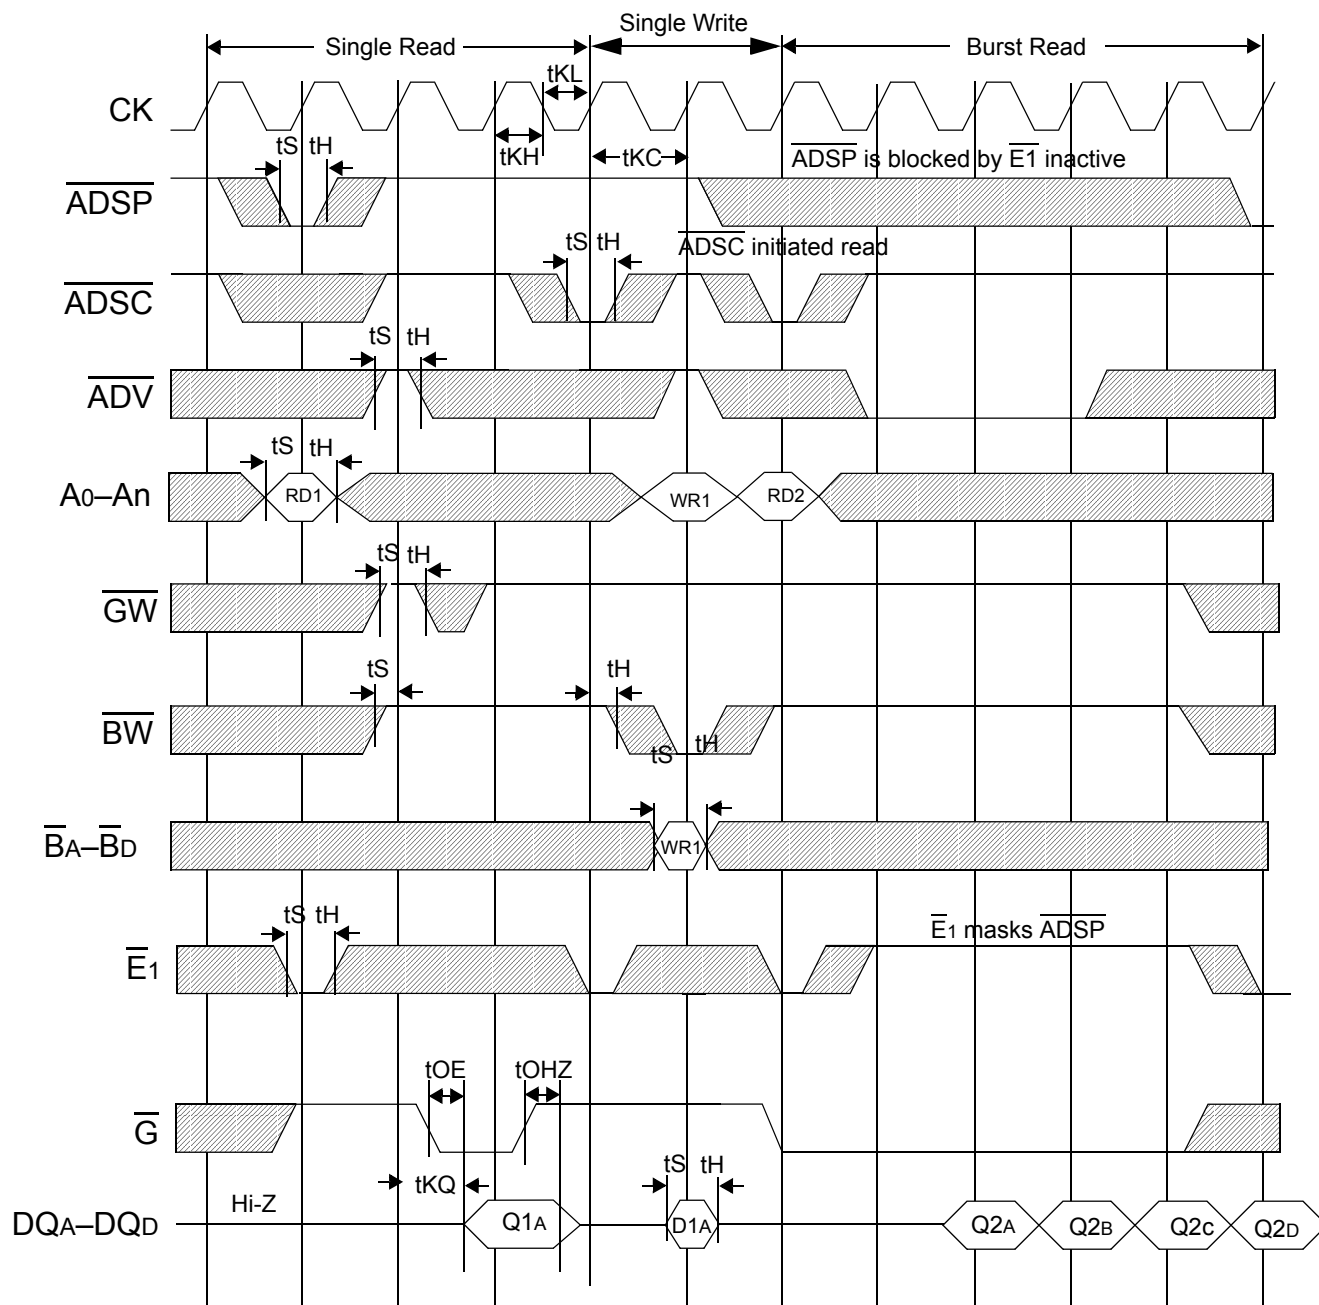 Single Write
Single Read
Burst Read
tKL
CK
tS tH
tKH
tKC
ADSP is blocked by E1 inactive
ADSP
tS tH
ADSC initiated read
ADSC
tS tH
ADV
tS tH
A0–An
RD1
WR1
RD2
tS tH
GW
tS
tH
BW
tS tH
BA–BD
WR1
tS tH
E1 masks ADSP
E1
tOE
tOHZ
G
tKQ
tS tH
Hi-Z
DQA–DQD
Q1A
D1A
Q2A
Q2B
Q2c
Q2D